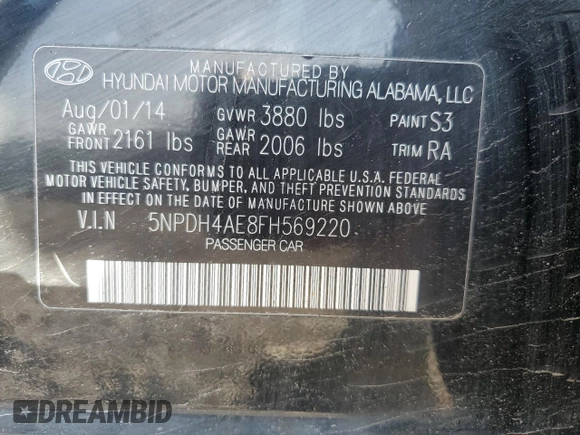 MANUFACTURED BY
HYUNDAI MOTOR MANUFACTURING ALABAMA, LLC
Aug/01/14 GVWR 3880 lbs PAINT S3
GAWR FRONT 2161 lbs GAWR REAR 2006 lbs TRIM RA
THIS VEHICLE CONFORMS TO ALL APPLICABLE U.S.A. FEDERAL
MOTOR VEHICLE SAFETY, BUMPER, AND THEFT PREVENTION STANDARDS
IN EFFECT ON THE DATE OF MANUFACTURE SHOWN ABOVE
V.I.N 5NPDH4AE8FH569220
PASSENGER CAR
DREAMBID